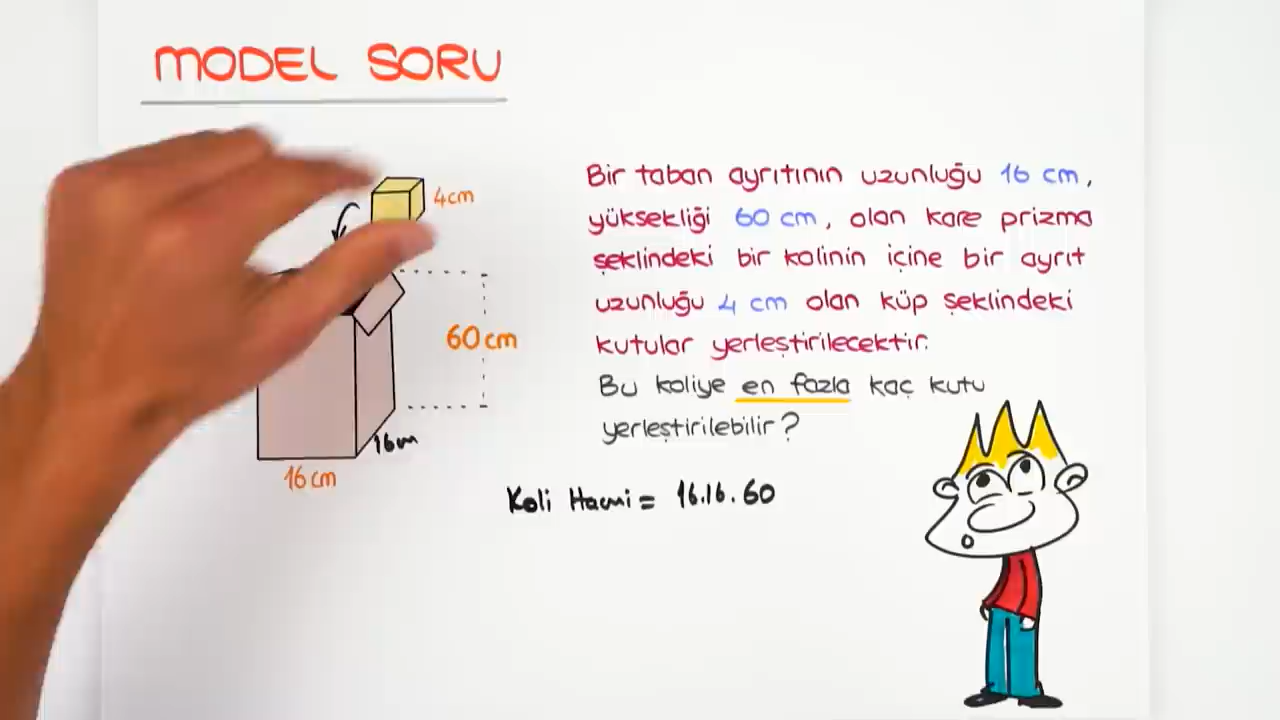 MODEL SORU
4cm
60cm
16m
16cm
Bir taban ayrıtının uzunluğu 16 cm,
yüksekliği 60 cm, olan kare prizma
şeklindeki bir kolinin içine bir ayrıt
uzunluğu 4 cm olan küp şeklindeki
kutular yerleştirilecektir.
Bu koliye en fazla kaç kutu
yerleştirilebilir?
Koli Hacmi = 16.16.60